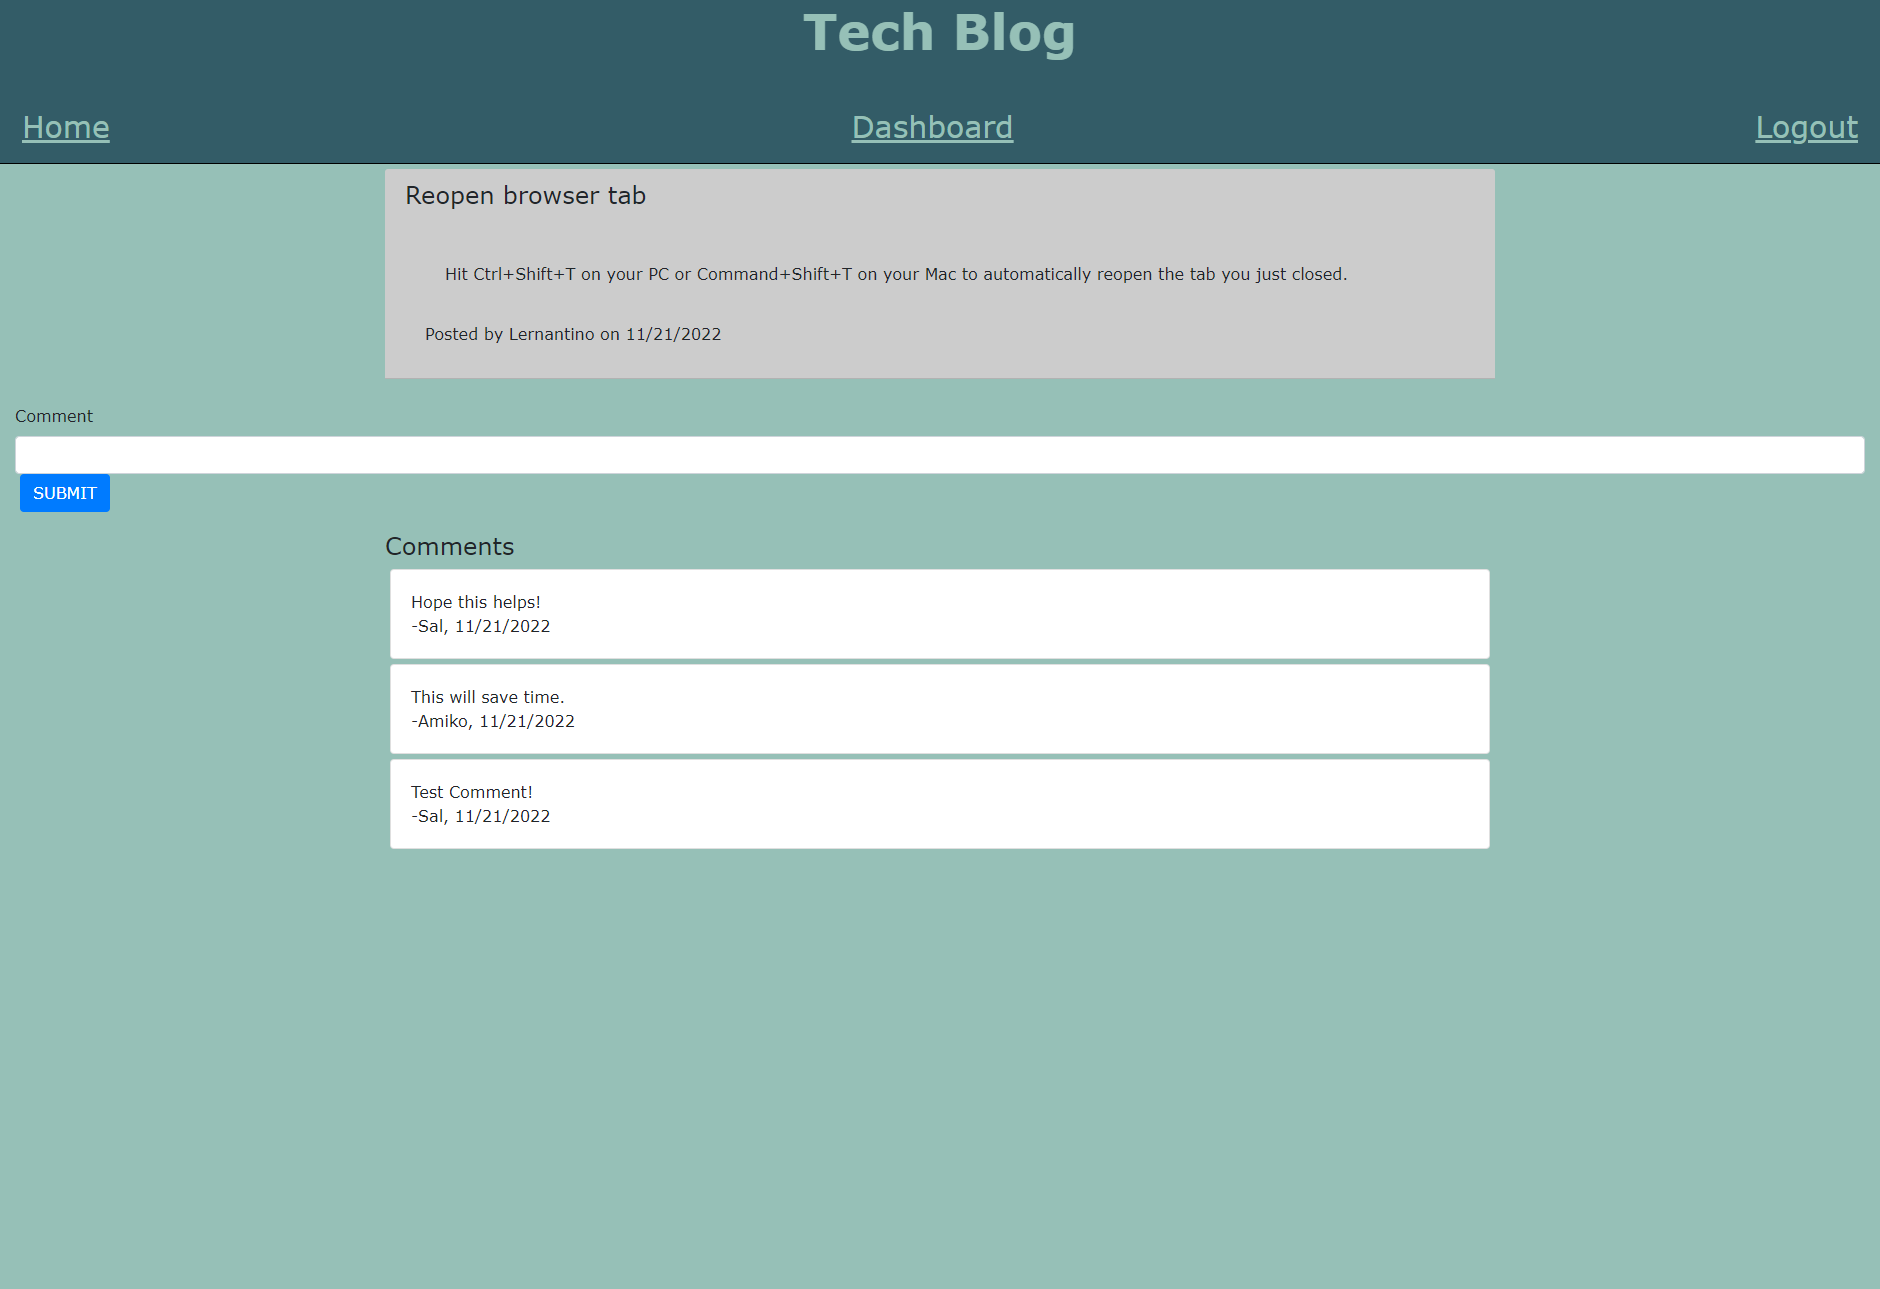 Tech Blog
Home Dashboard Logout
Reopen browser tab
Hit Ctrl+Shift+T on your PC or Command+Shift+T on your Mac to automatically reopen the tab you just closed.
Posted by Lernantino on 11/21/2022
Comment
SUBMIT
Comments
Hope this helps!
-Sal, 11/21/2022
This will save time.
-Amiko, 11/21/2022
Test Comment!
-Sal, 11/21/2022